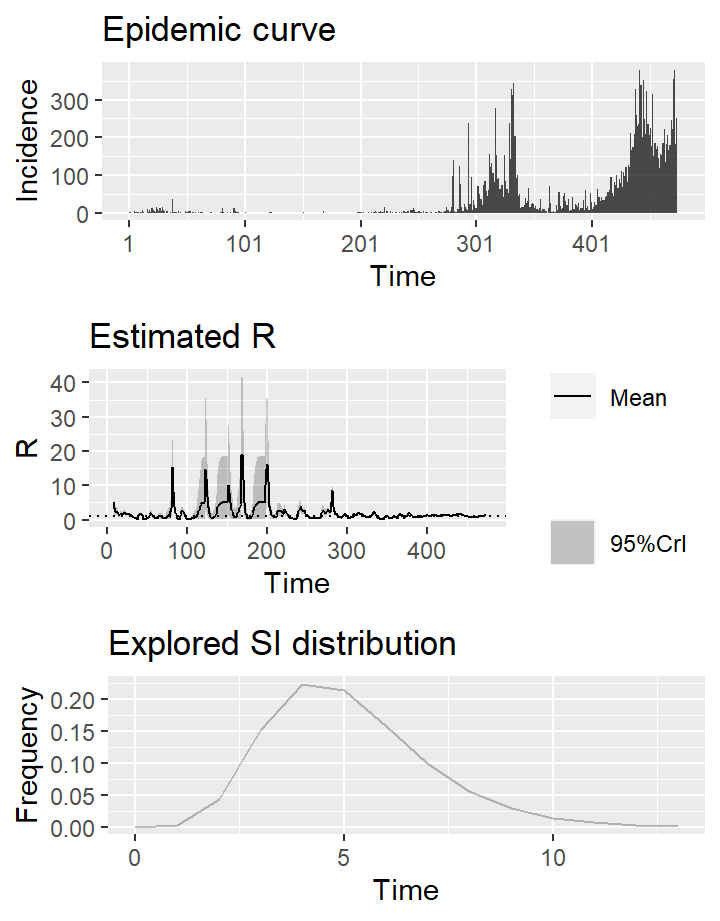 Epidemic curve
Incidence
300
200
100
0
1 101 201 301 401
Time
Estimated R
R
40
30
20
10
0
0 100 200 300 400
Time
Mean
95%CrI
Explored SI distribution
Frequency
0.20
0.15
0.10
0.05
0.00
0 5 10
Time